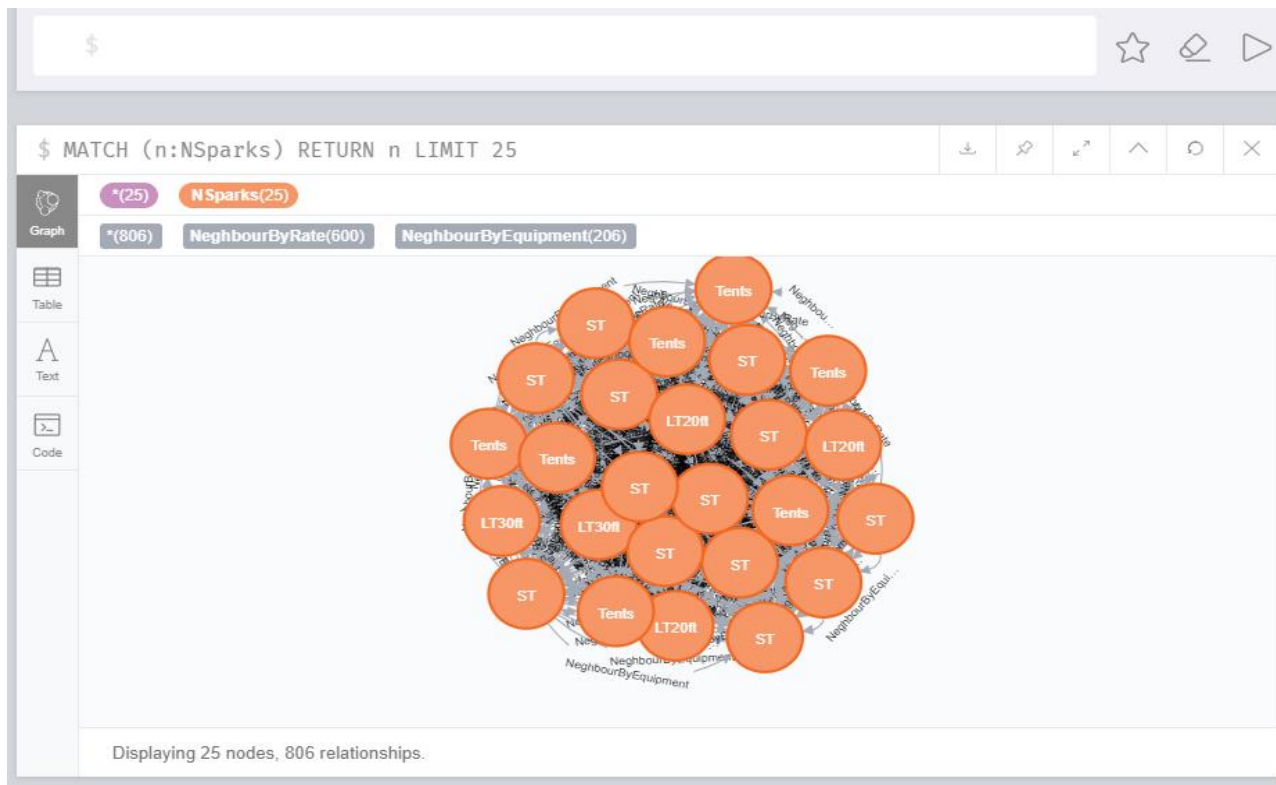 $
$ MATCH (n:NSparks) RETURN n LIMIT 25
Graph
*(25) NSparks(25)
*(806) NeghbourByRate(600) NeghbourByEquipment(206)
Table
A
Text
Code
Tents
ST
Tents
ST
Tents
ST
ST
LT20ft
ST
LT20ft
Tents
Tents
ST
ST
Tents
ST
LT30ft
LT30ft
ST
ST
ST
ST
Tents
LT20ft
ST
Neghbou...
NeghbourByEqui...
NeghbourByEquipment
Displaying 25 nodes, 806 relationships.